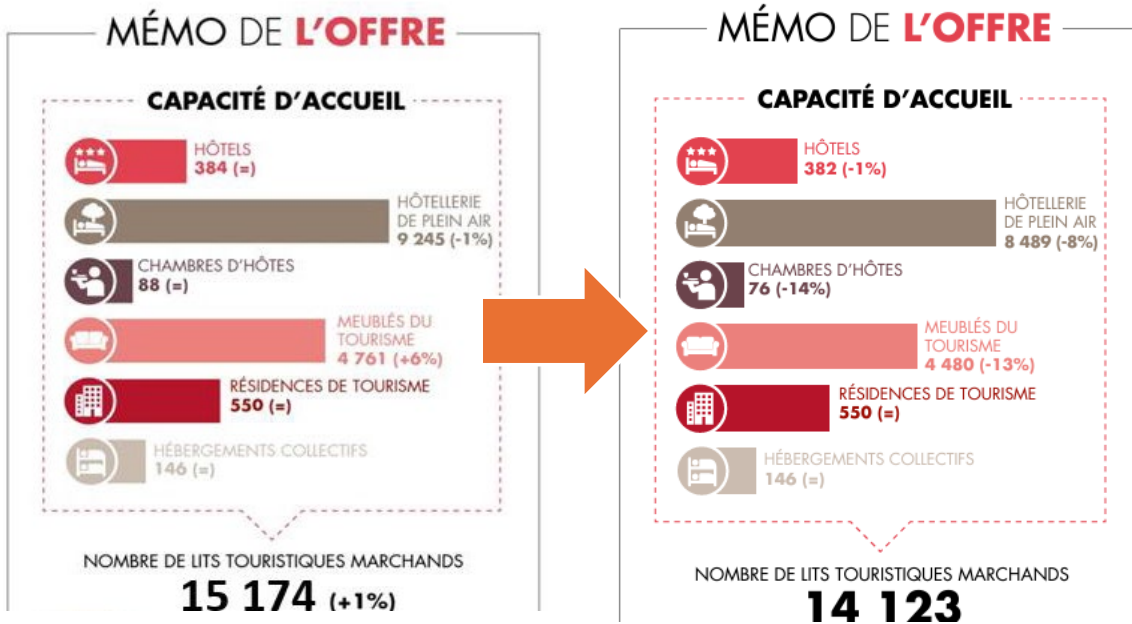 MÉMO DE L'OFFRE
CAPACITÉ D'ACCUEIL
HÔTELS
384 (=)
HÔTELLERIE
DE PLEIN AIR
9 245 (-1%)
CHAMBRES D'HÔTES
88 (=)
MEUBLÉS DU
TOURISME
4 761 (+6%)
RÉSIDENCES DE TOURISME
550 (=)
HÉBERGEMENTS COLLECTIFS
146 (=)
NOMBRE DE LITS TOURISTIQUES MARCHANDS
15 174 (+1%)
MÉMO DE L'OFFRE
CAPACITÉ D'ACCUEIL
HÔTELS
382 (-1%)
HÔTELLERIE
DE PLEIN AIR
8 489 (-8%)
CHAMBRES D'HÔTES
76 (-14%)
MEUBLÉS DU
TOURISME
4 480 (-13%)
RÉSIDENCES DE TOURISME
550 (=)
HÉBERGEMENTS COLLECTIFS
146 (=)
NOMBRE DE LITS TOURISTIQUES MARCHANDS
14 123